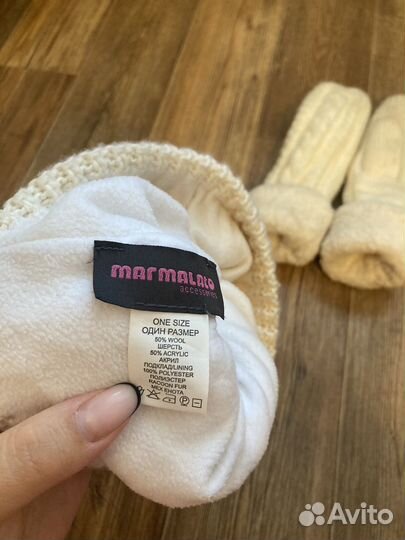 marmalato
accessories
ONE SIZE
ОДИН РАЗМЕР
50% WOOL
ШЕРСТЬ
50% ACRYLIC
АКРИЛ
ПОДКЛАД/LINING
100% POLYESTER
ПОЛИЭСТЕР
RACOON FUR
МЕХ ЕНОТА
Avito